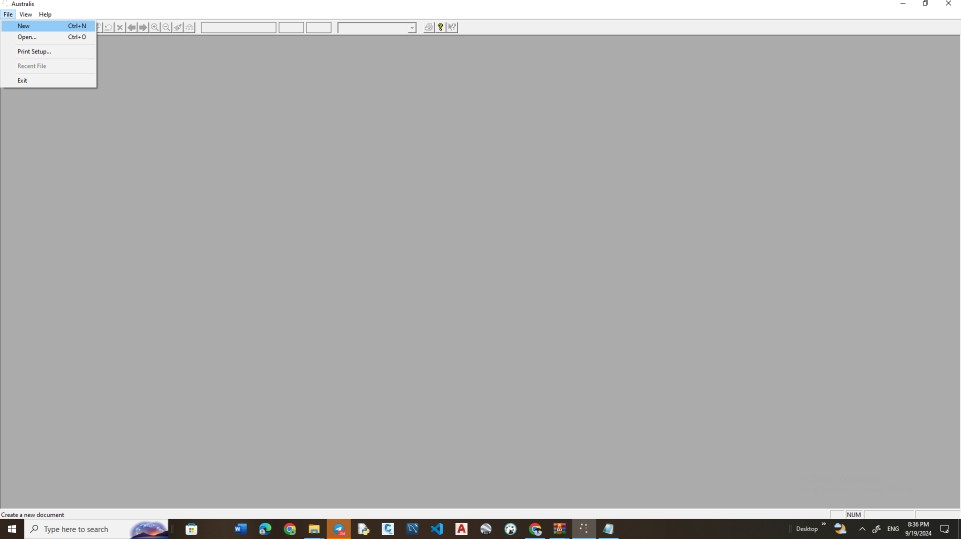 Australis
File View Help
New Ctrl+N
Open... Ctrl+O
Print Setup...
Recent File
Exit
Create a new document
NUM
Type here to search
Desktop
ENG
8:36 PM
9/19/2024